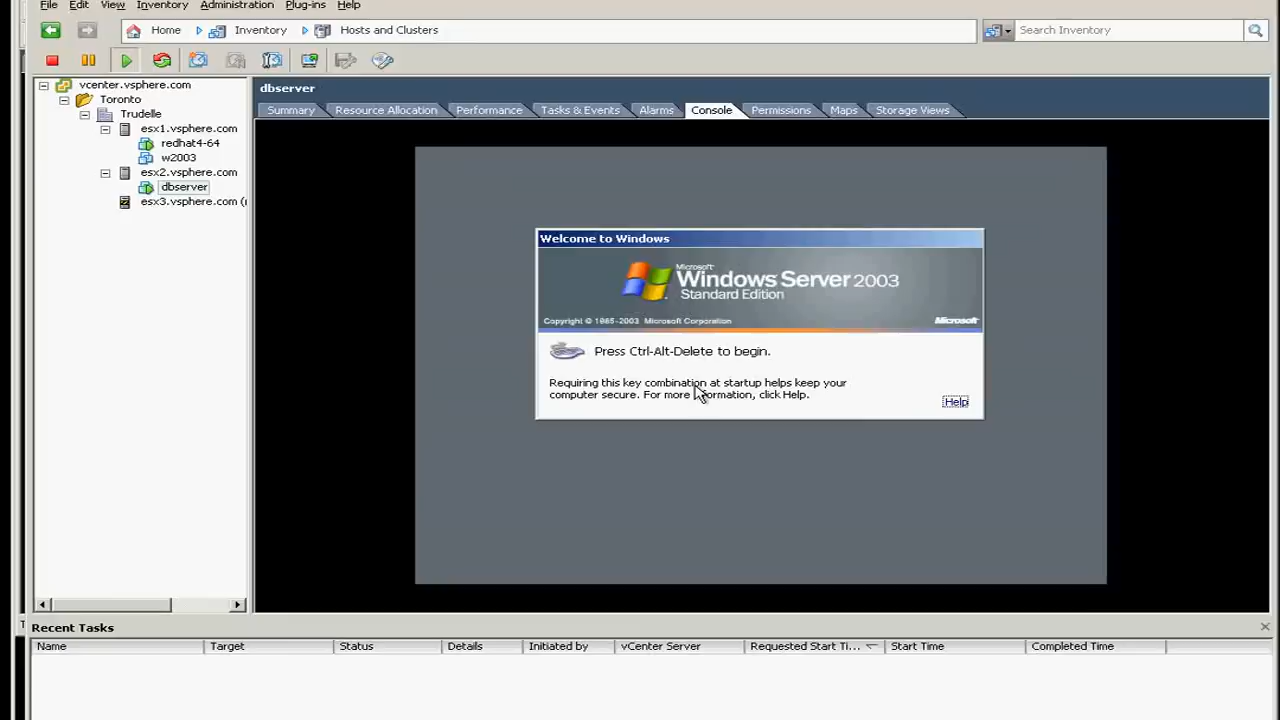 File Edit View Inventory Administration Plug-ins Help
Home Inventory Hosts and Clusters Search Inventory
vcenter.vsphere.com
Toronto
Trudelle
esx1.vsphere.com
redhat4-64
w2003
esx2.vsphere.com
dbserver
esx3.vsphere.com (
dbserver
Summary Resource Allocation Performance Tasks & Events Alarms Console Permissions Maps Storage Views
Welcome to Windows
Microsoft
Windows Server 2003
Standard Edition
Copyright © 1985-2003 Microsoft Corporation Microsoft
Press Ctrl-Alt-Delete to begin.
Requiring this key combination at startup helps keep your
computer secure. For more information, click Help.
Help
Recent Tasks
Name Target Status Details Initiated by vCenter Server Requested Start Ti... Start Time Completed Time